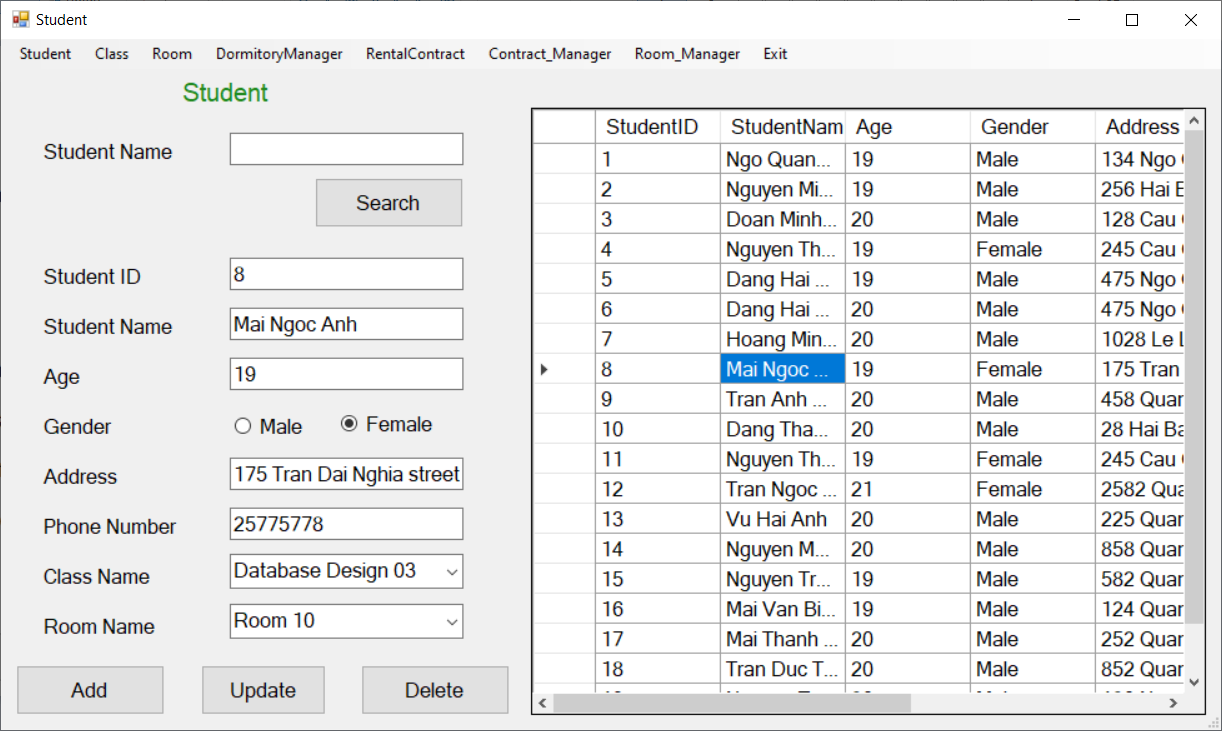 Student
Student Class Room DormitoryManager RentalContract Contract_Manager Room_Manager Exit
Student
Student Name
Search
Student ID 8
Student Name Mai Ngoc Anh
Age 19
Gender Male Female
Address 175 Tran Dai Nghia street
Phone Number 25775778
Class Name Database Design 03
Room Name Room 10
Add Update Delete
StudentID StudentNam Age Gender Address
1 Ngo Quan... 19 Male 134 Ngo
2 Nguyen Mi... 19 Male 256 Hai
3 Doan Minh... 20 Male 128 Cau
4 Nguyen Th... 19 Female 245 Cau
5 Dang Hai ... 19 Male 475 Ngo
6 Dang Hai ... 20 Male 475 Ngo
7 Hoang Min... 20 Male 1028 Le
8 Mai Ngoc ... 19 Female 175 Tran
9 Tran Anh ... 20 Male 458 Quar
10 Dang Tha... 20 Male 28 Hai Ba
11 Nguyen Th... 19 Female 245 Cau
12 Tran Ngoc ... 21 Female 2582 Qua
13 Vu Hai Anh 20 Male 225 Quar
14 Nguyen M... 20 Male 858 Quar
15 Nguyen Tr... 19 Male 582 Quar
16 Mai Van Bi... 19 Male 124 Quar
17 Mai Thanh ... 20 Male 252 Quar
18 Tran Duc T... 20 Male 852 Quar